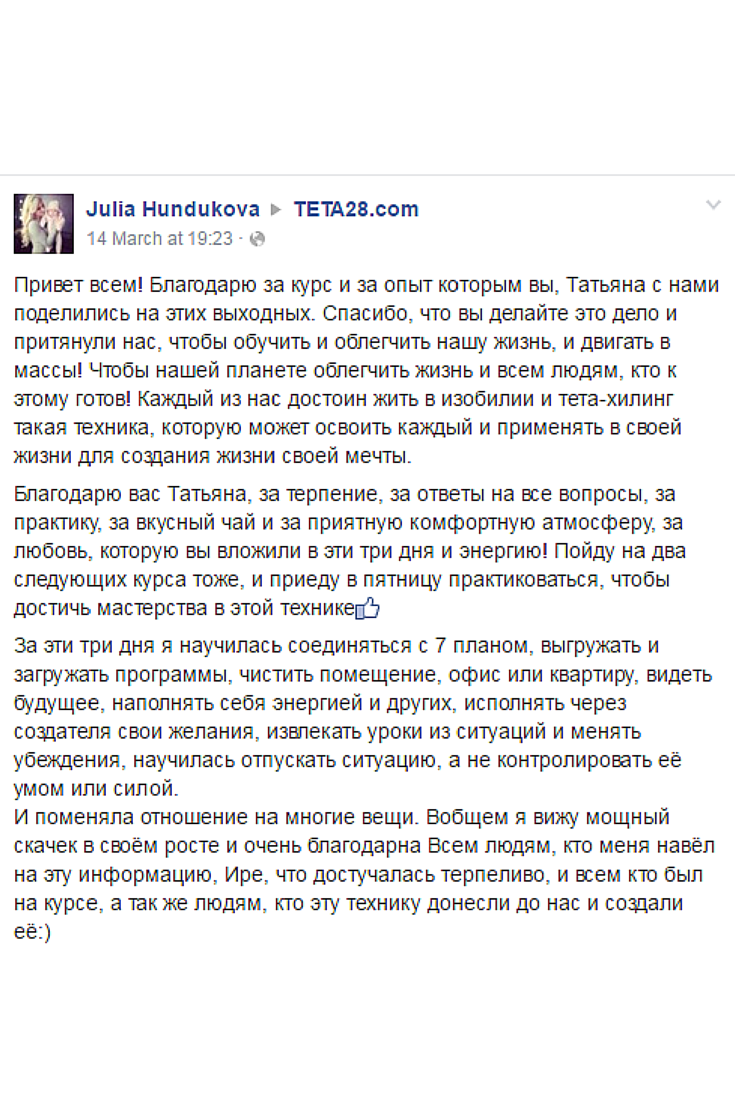 Julia Hundukova ▶ TETA28.com
14 March at 19:23 ·
Привет всем! Благодарю за курс и за опыт которым вы, Татьяна с нами
поделились на этих выходных. Спасибо, что вы делайте это дело и
притянули нас, чтобы обучить и облегчить нашу жизнь, и двигать в
массы! Чтобы нашей планете облегчить жизнь и всем людям, кто к
этому готов! Каждый из нас достоин жить в изобилии и тета-хилинг
такая техника, которую может освоить каждый и применять в своей
жизни для создания жизни своей мечты.
Благодарю вас Татьяна, за терпение, за ответы на все вопросы, за
практику, за вкусный чай и за приятную комфортную атмосферу, за
любовь, которую вы вложили в эти три дня и энергию! Пойду на два
следующих курса тоже, и приеду в пятницу практиковаться, чтобы
достичь мастерства в этой технике
За эти три дня я научилась соединяться с 7 планом, выгружать и
загружать программы, чистить помещение, офис или квартиру, видеть
будущее, наполнять себя энергией и других, исполнять через
создателя свои желания, извлекать уроки из ситуаций и менять
убеждения, научилась отпускать ситуацию, а не контролировать её
умом или силой.
И поменяла отношение на многие вещи. Вобщем я вижу мощный
скачек в своём росте и очень благодарна Всем людям, кто меня навёл
на эту информацию, Ире, что достучалась терпеливо, и всем кто был
на курсе, а так же людям, кто эту технику донесли до нас и создали
её:)